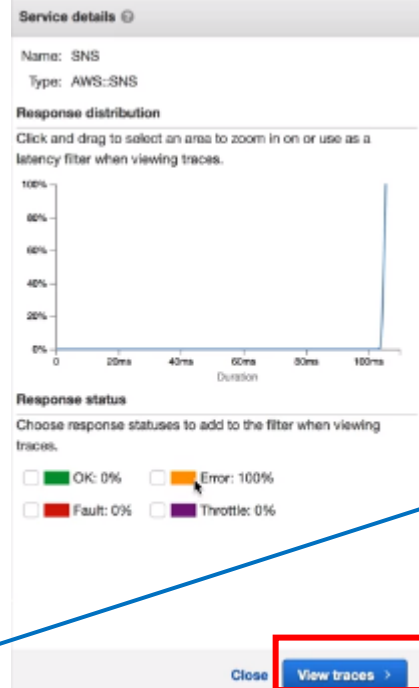 Service details
Name: SNS
Type: AWS::SNS
Response distribution
Click and drag to select an area to zoom in on or use as a
latency filter when viewing traces.
100%
80%
60%
40%
20%
0%
0 20ms 40ms 60ms 80ms 100ms
Duration
Response status
Choose response statuses to add to the filter when viewing
traces.
OK: 0% Error: 100%
Fault: 0% Throttle: 0%
Close View traces >